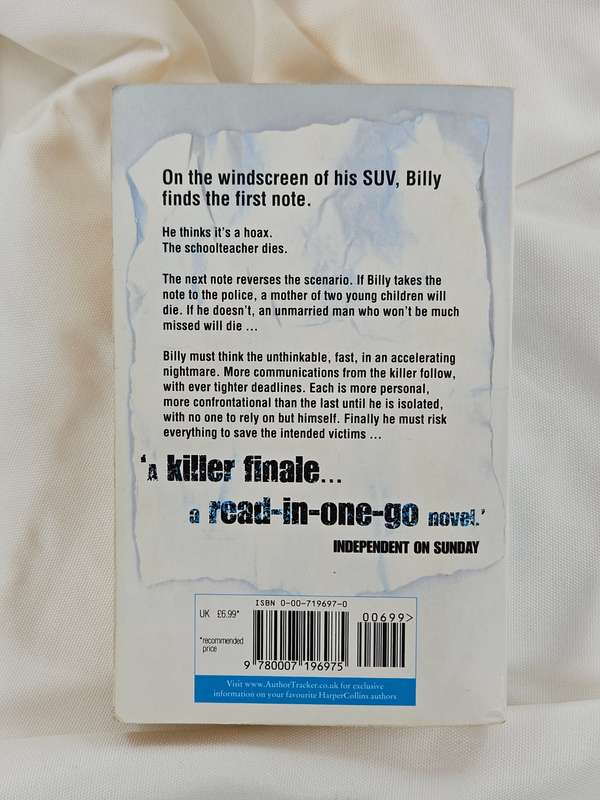 On the windscreen of his SUV, Billy
finds the first note.
He thinks it's a hoax.
The schoolteacher dies.
The next note reverses the scenario. If Billy takes the
note to the police, a mother of two young children will
die. If he doesn't, an unmarried man who won't be much
missed will die ...
Billy must think the unthinkable, fast, in an accelerating
nightmare. More communications from the killer follow,
with ever tighter deadlines. Each is more personal,
more confrontational than the last until he is isolated,
with no one to rely on but himself. Finally he must risk
everything to save the intended victims ...
'A killer finale...
a read-in-one-go novel.'
INDEPENDENT ON SUNDAY
ISBN 0-00-719697-0
UK £6.99*
00699>
*recommended
price
9 780007 196975
Visit www.AuthorTracker.co.uk for exclusive
information on your favourite HarperCollins authors